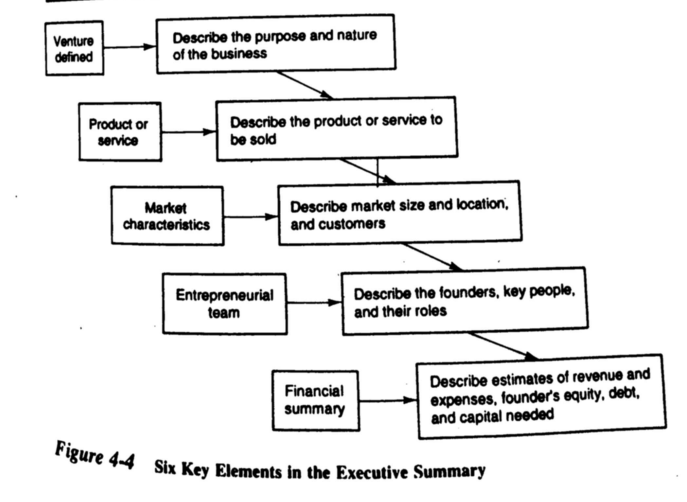 Venture
defined
Describe the purpose and nature
of the business
Product or
service
Describe the product or service to
be sold
Market
characteristics
Describe market size and location,
and customers
Entrepreneurial
team
Describe the founders, key people,
and their roles
Financial
summary
Describe estimates of revenue and
expenses, founder's equity, debt,
and capital needed
Figure 4-4 Six Key Elements in the Executive Summary